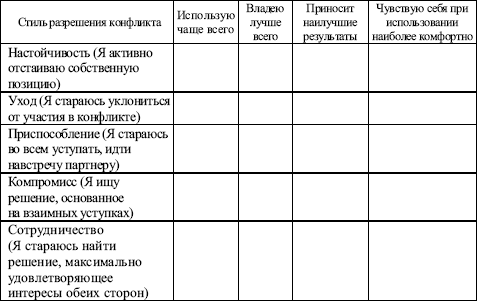 Стиль разрешения конфликта
Использую
чаще всего
Владею
лучше
всего
Приносит
наилучшие
результаты
Чувствую себя при
использовании
наиболее комфортно
Настойчивость (Я активно
отстаиваю собственную
позицию)
Уход (Я стараюсь уклониться
от участия в конфликте)
Приспособление (Я стараюсь
во всем уступать, идти
навстречу партнеру)
Компромисс (Я ищу
решение, основанное
на взаимных уступках)
Сотрудничество
(Я стараюсь найти
решение, максимально
удовлетворяющее
интересы обеих сторон)